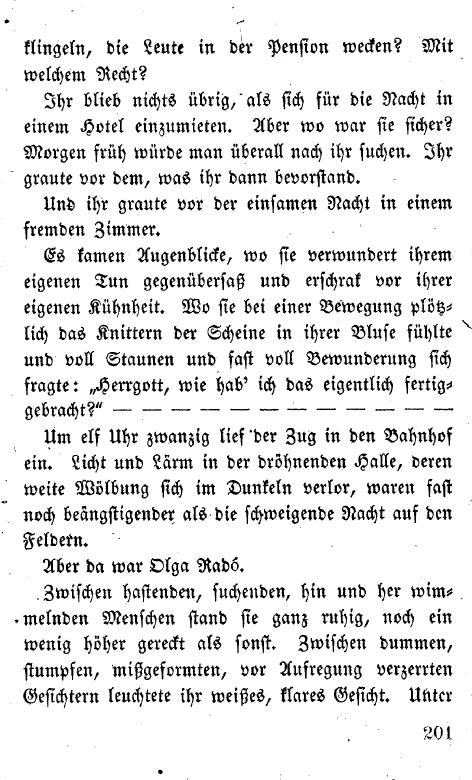 klingeln, die Leute in der Pension wecken? Mit
welchem Recht?
Ihr blieb nichts übrig, als sich für die Nacht in
einem Hotel einzumieten. Aber wo war sie sicher?
Morgen früh würde man überall nach ihr suchen. Ihr
graute vor dem, was ihr dann bevorstand.
Und ihr graute vor der einsamen Nacht in einem
fremden Zimmer.
Es kamen Augenblicke, wo sie verwundert ihrem
eigenen Tun gegenübersaß und erschrak vor ihrer
eigenen Kühnheit. Wo sie bei einer Bewegung plötz-
lich das Knittern der Scheine in ihrer Bluse fühlte
und voll Staunen und fast voll Bewunderung sich
fragte: „Herrgott, wie hab' ich das eigentlich fertig-
gebracht?“ — — — — — — — — — — — — —
Um elf Uhr zwanzig lief der Zug in den Bahnhof
ein. Licht und Lärm in der dröhnenden Halle, deren
weite Wölbung sich im Dunkeln verlor, waren fast
noch beängstigender als die schweigende Nacht auf den
Feldern.
Aber da war Olga Radó.
Zwischen hastenden, suchenden, hin und her wim-
melnden Menschen stand sie ganz ruhig, noch ein
wenig höher gereckt als sonst. Zwischen dummen,
stumpfen, mißgeformten, vor Aufregung verzerrten
Gesichtern leuchtete ihr weißes, klares Gesicht. Unter
201